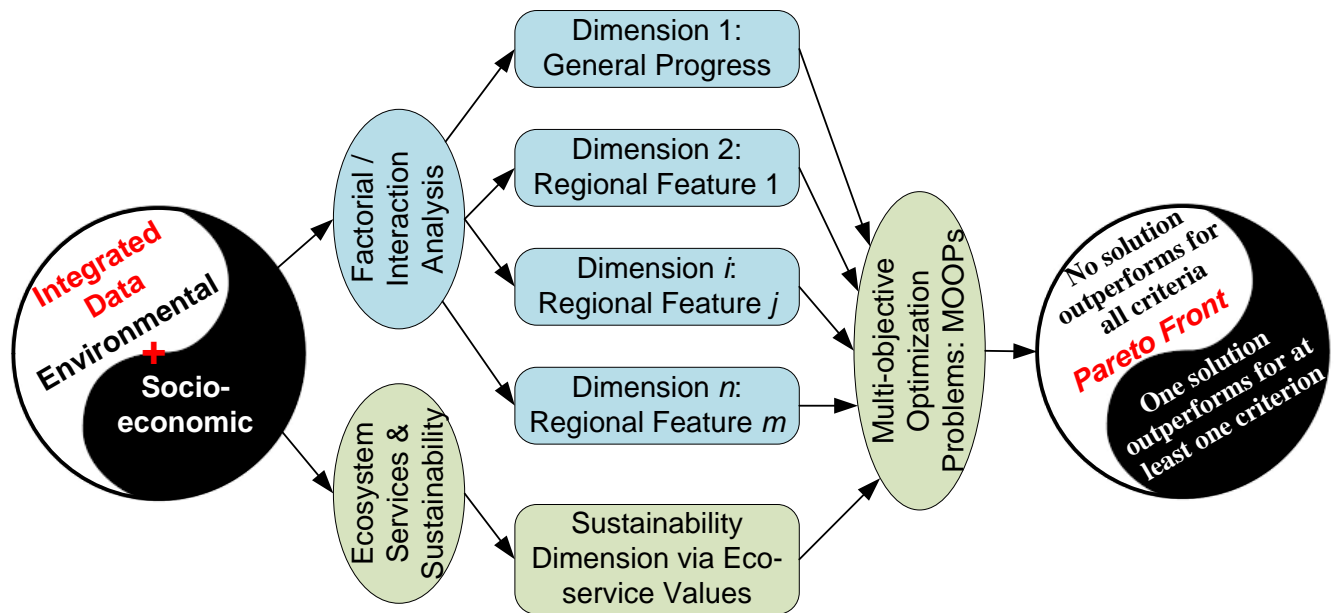 Integrated
Data
Environmental
+
Socio-
economic
Factorial /
Interaction
Analysis
Ecosystem
Services &
Sustainability
Dimension 1:
General Progress
Dimension 2:
Regional Feature 1
Dimension i:
Regional Feature j
Dimension n:
Regional Feature m
Sustainability
Dimension via Eco-
service Values
Multi-objective
Optimization
Problems: MOOPs
No solution
outperforms for
all criteria
Pareto Front
One solution
outperforms for at
least one criterion